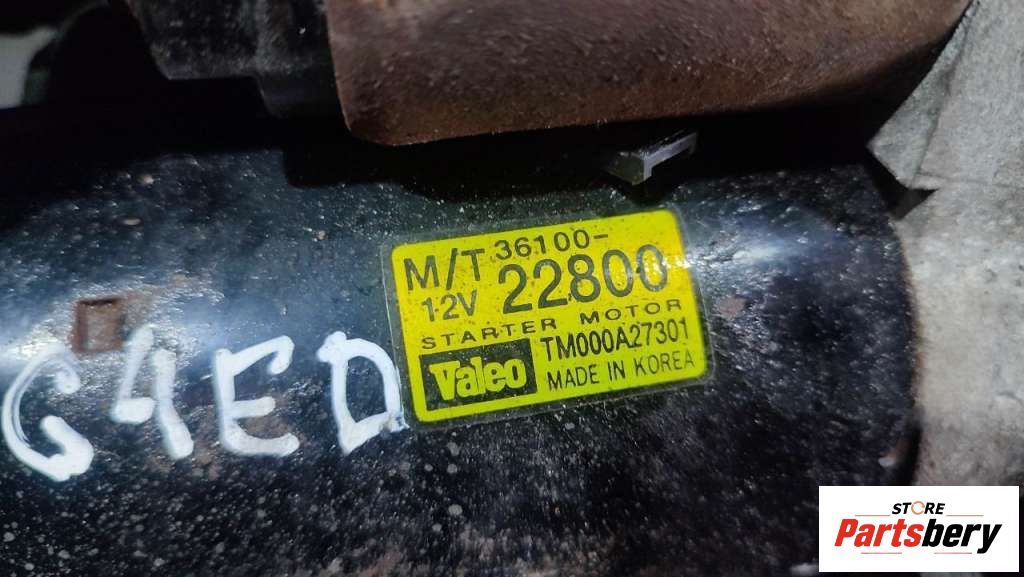 M/T 36100-
12V 22800
STARTER MOTOR
Valeo TM000A27301
MADE IN KOREA
G4ED
STORE
Partsbery